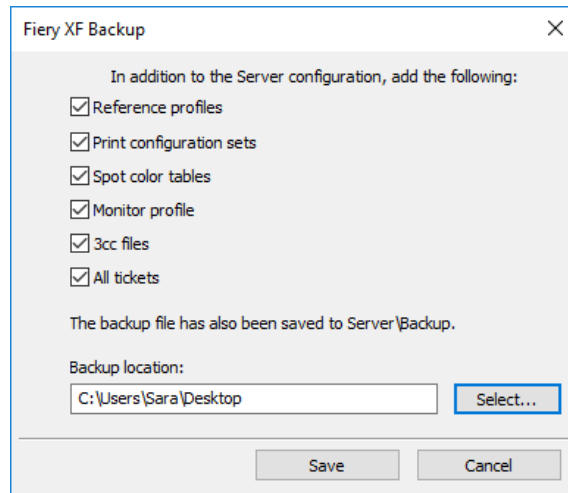 Fiery XF Backup
In addition to the Server configuration, add the following:
Reference profiles
Print configuration sets
Spot color tables
Monitor profile
3cc files
All tickets
The backup file has also been saved to Server\Backup.
Backup location:
C:\Users\Sara\Desktop
Select...
Save
Cancel